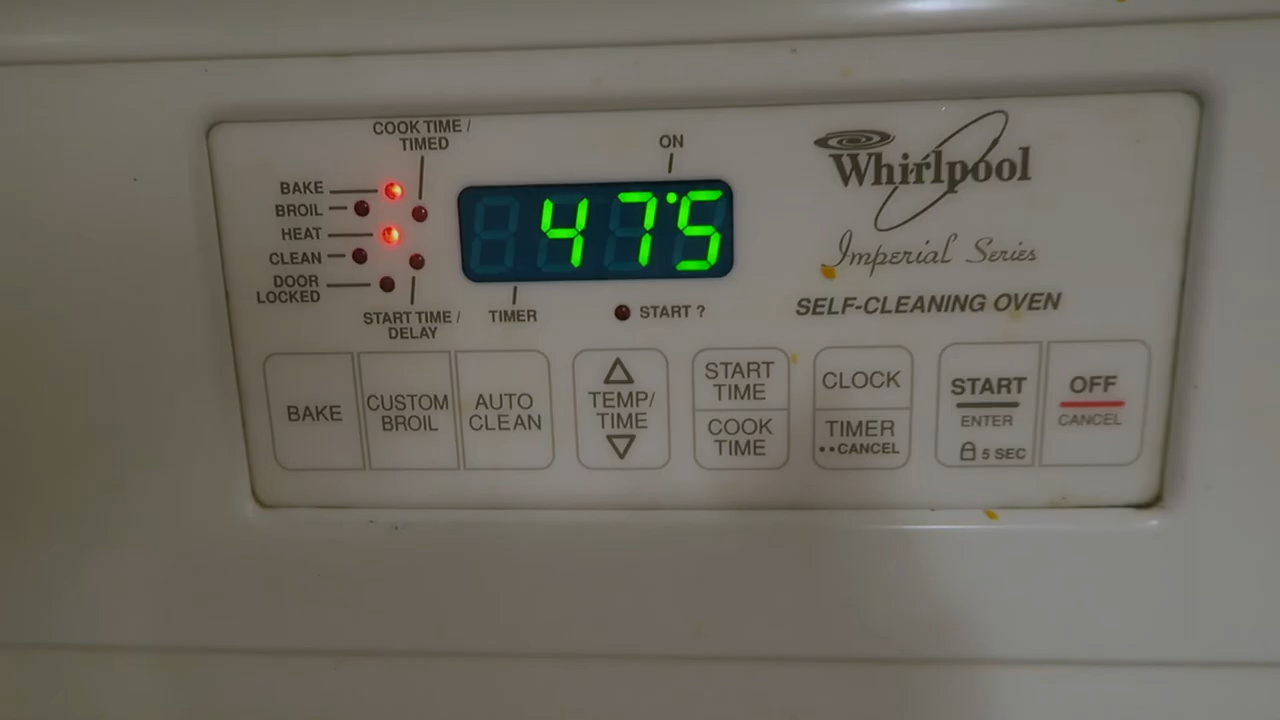 COOK TIME /
TIMED
ON
BAKE
BROIL
HEAT
CLEAN
DOOR
LOCKED
START TIME /
DELAY
475
TIMER
START ?
Whirlpool
Imperial Series
SELF-CLEANING OVEN
BAKE
CUSTOM
BROIL
AUTO
CLEAN
TEMP/
TIME
START
TIME
COOK
TIME
CLOCK
TIMER
••CANCEL
START
ENTER
5 SEC
OFF
CANCEL